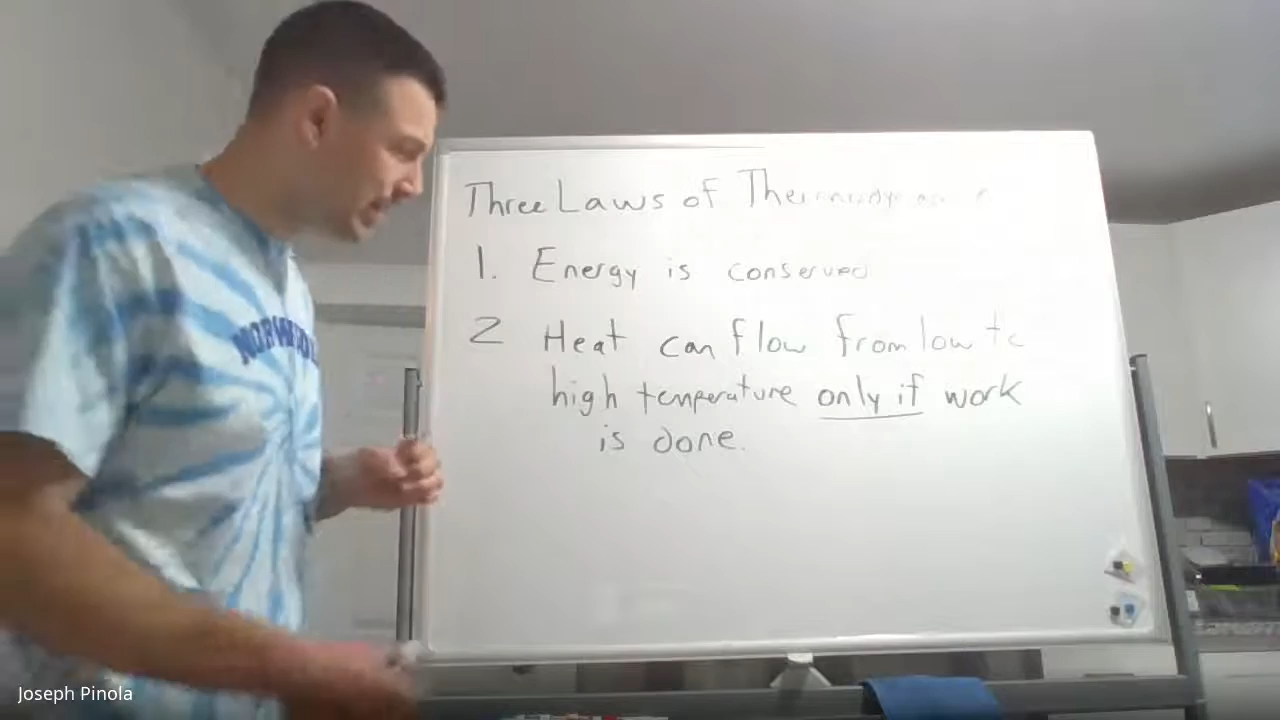 Three Laws of
1. Energy is conserved
2 Heat can flow from low to
high temperature only if work
is done.
Joseph Pinola